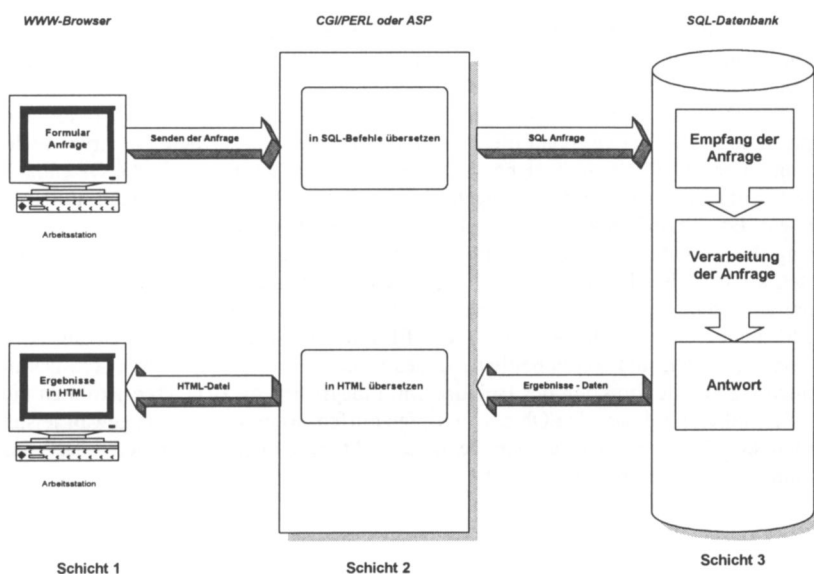 WWW-Browser
CGI/PERL oder ASP
SQL-Datenbank
Formular
Anfrage
Senden der Anfrage
in SQL-Befehle übersetzen
SQL Anfrage
Empfang der
Anfrage
Arbeitsstation
Verarbeitung
der Anfrage
Ergebnisse
in HTML
HTML-Datei
in HTML übersetzen
Ergebnisse - Daten
Antwort
Arbeitsstation
Schicht 1
Schicht 2
Schicht 3